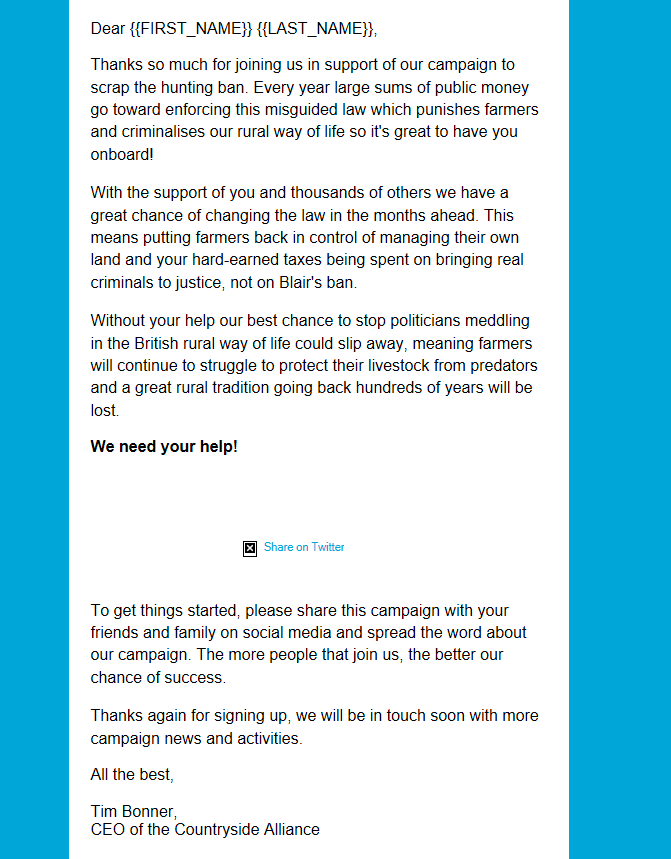 Dear {{FIRST_NAME}} {{LAST_NAME}},
Thanks so much for joining us in support of our campaign to
scrap the hunting ban. Every year large sums of public money
go toward enforcing this misguided law which punishes farmers
and criminalises our rural way of life so it's great to have you
onboard!
With the support of you and thousands of others we have a
great chance of changing the law in the months ahead. This
means putting farmers back in control of managing their own
land and your hard-earned taxes being spent on bringing real
criminals to justice, not on Blair's ban.
Without your help our best chance to stop politicians meddling
in the British rural way of life could slip away, meaning farmers
will continue to struggle to protect their livestock from predators
and a great rural tradition going back hundreds of years will be
lost.
We need your help!
Share on Twitter
To get things started, please share this campaign with your
friends and family on social media and spread the word about
our campaign. The more people that join us, the better our
chance of success.
Thanks again for signing up, we will be in touch soon with more
campaign news and activities.
All the best,
Tim Bonner,
CEO of the Countryside Alliance